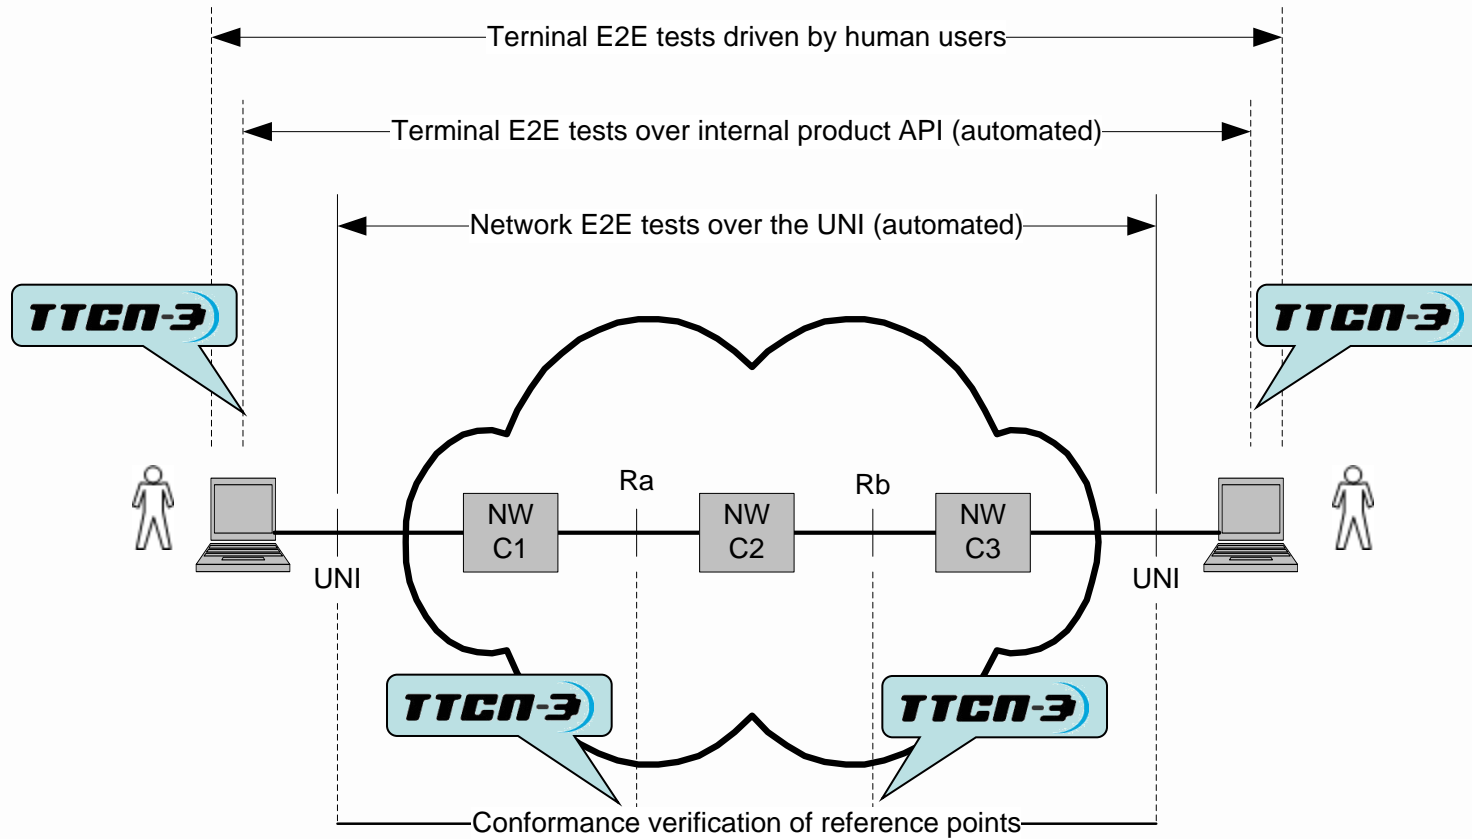 Terninal E2E tests driven by human users
Terminal E2E tests over internal product API (automated)
Network E2E tests over the UNI (automated)
TTCN-3
TTCN-3
Ra
Rb
NW
C1
NW
C2
NW
C3
UNI
UNI
TTCN-3
TTCN-3
Conformance verification of reference points